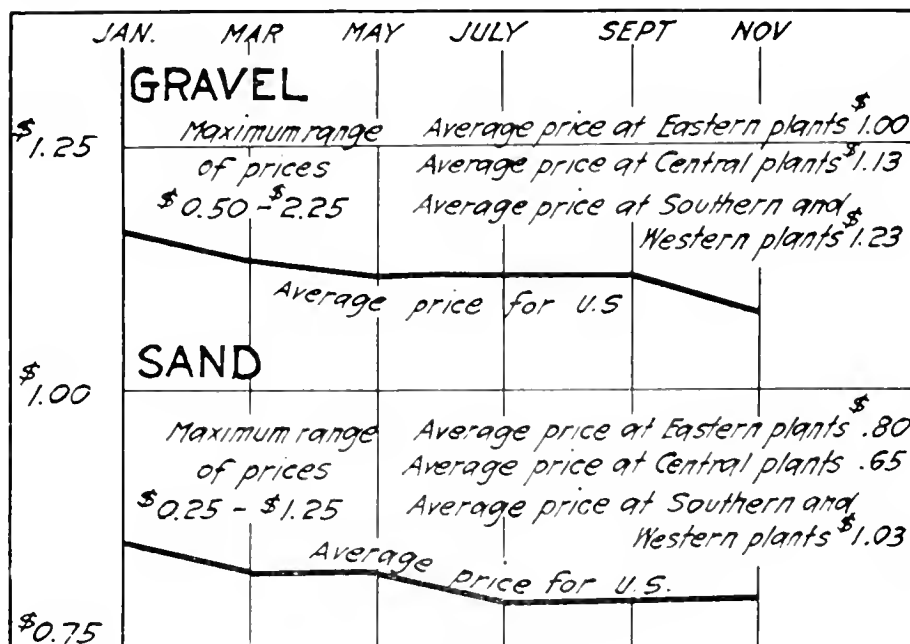 JAN. MAR MAY JULY SEPT NOV
GRAVEL
$1.25
Maximum range
of prices
$0.50 - $2.25
Average price at Eastern plants $1.00
Average price at Central plants $1.13
Average price at Southern and
Western plants $1.23
Average price for U.S
SAND
$1.00
Maximum range
of prices
$0.25 - $1.25
Average price at Eastern plants $.80
Average price at Central plants .65
Average price at Southern and
Western plants $1.03
Average price for U.S.
$0.75